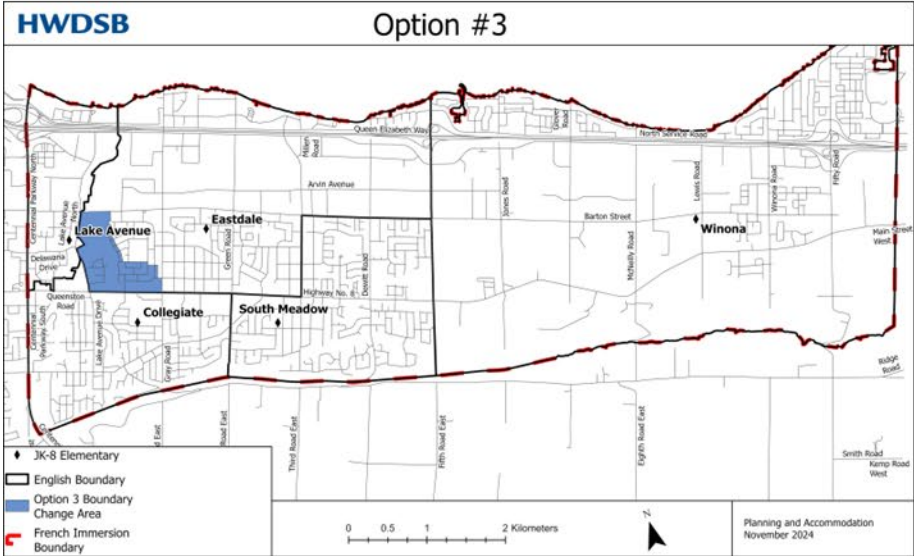 HWDSB
Option #3
Queen Elizabeth Way
North Service Road
Millen
Road
Glover
Road
Centennial Parkway North
Lake Avenue
North
Arvin Avenue
Jones Road
Lewis Road
Winona Road
Fifty Road
Barton Street
Eastdale
Lake Avenue
Winona
Main Street
West
Green Road
Delawana
Drive
Dewitt Road
McNeilly Road
Highway No. 8
Queenston
Road
Collegiate
South Meadow
Centennial
Parkway South
Lake Avenue Drive
Gray Road
Ridge
Road
Third Road East
Fifth Road East
Eighth Road East
ad East
Road East
Smith Road
Kemp Road
West
JK-8 Elementary
English Boundary
Option 3 Boundary
Change Area
French Immersion
Boundary
0 0.5 1 2 Kilometers
N
Planning and Accommodation
November 2024